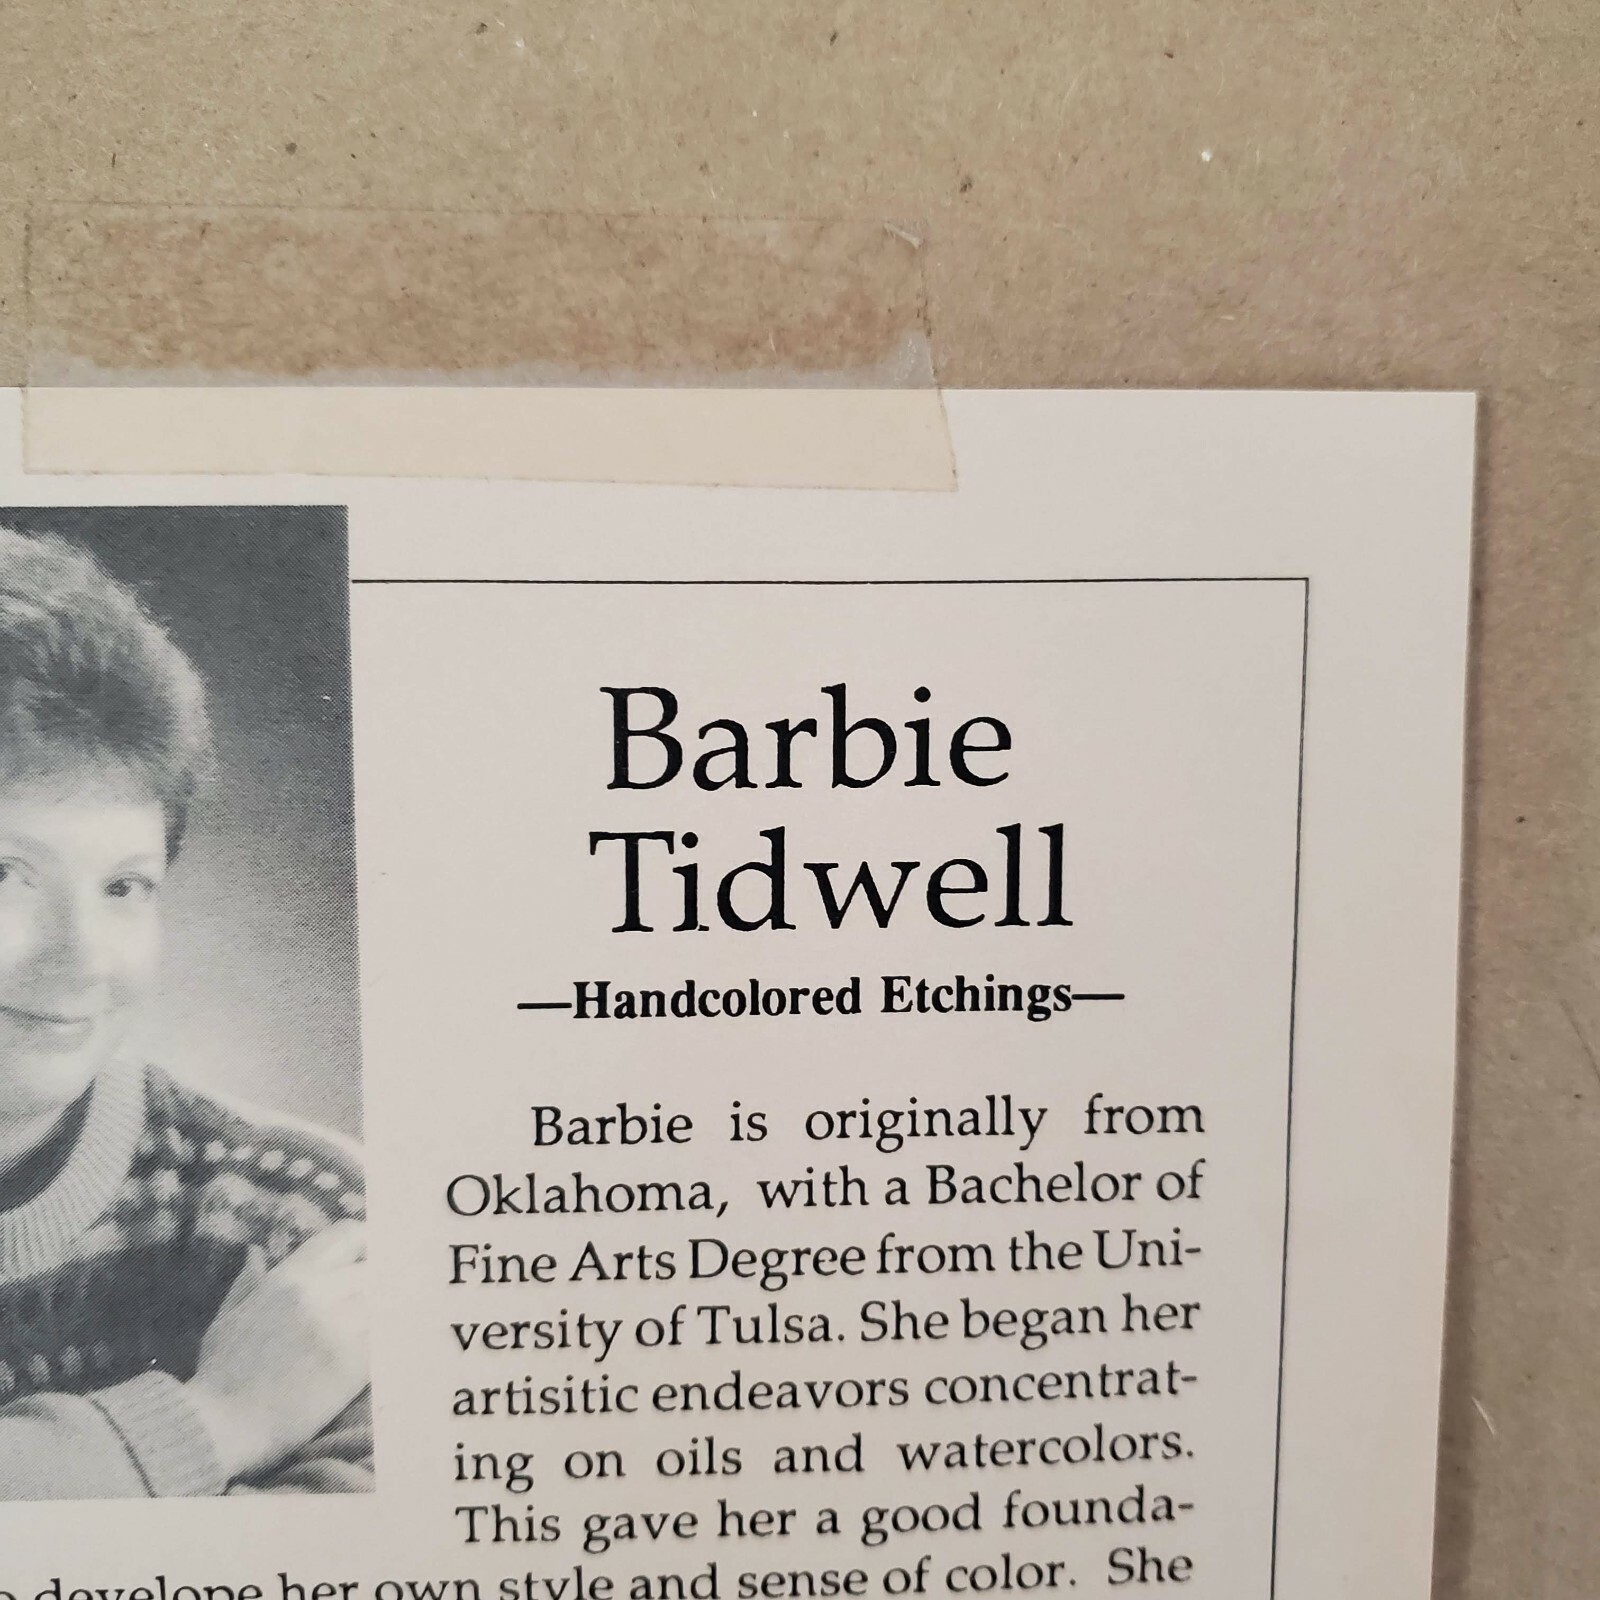 Barbie
Tidwell
—Handcolored Etchings—
Barbie is originally from
Oklahoma, with a Bachelor of
Fine Arts Degree from the Uni-
versity of Tulsa. She began her
artisitic endeavors concentrat-
ing on oils and watercolors.
This gave her a good founda-
develope her own style and sense of color. She